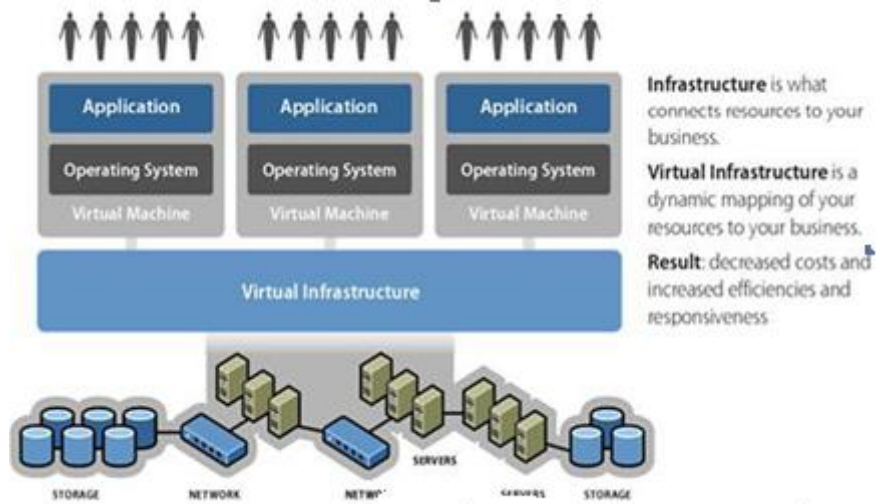 Application
Application
Application
Operating System
Operating System
Operating System
Virtual Machine
Virtual Machine
Virtual Machine
Virtual Infrastructure
Infrastructure is what
connects resources to your
business.
Virtual Infrastructure is a
dynamic mapping of your
resources to your business.
Result: decreased costs and
increased efficiencies and
responsiveness
SERVERS
STORAGE
NETWORK
STORAGE